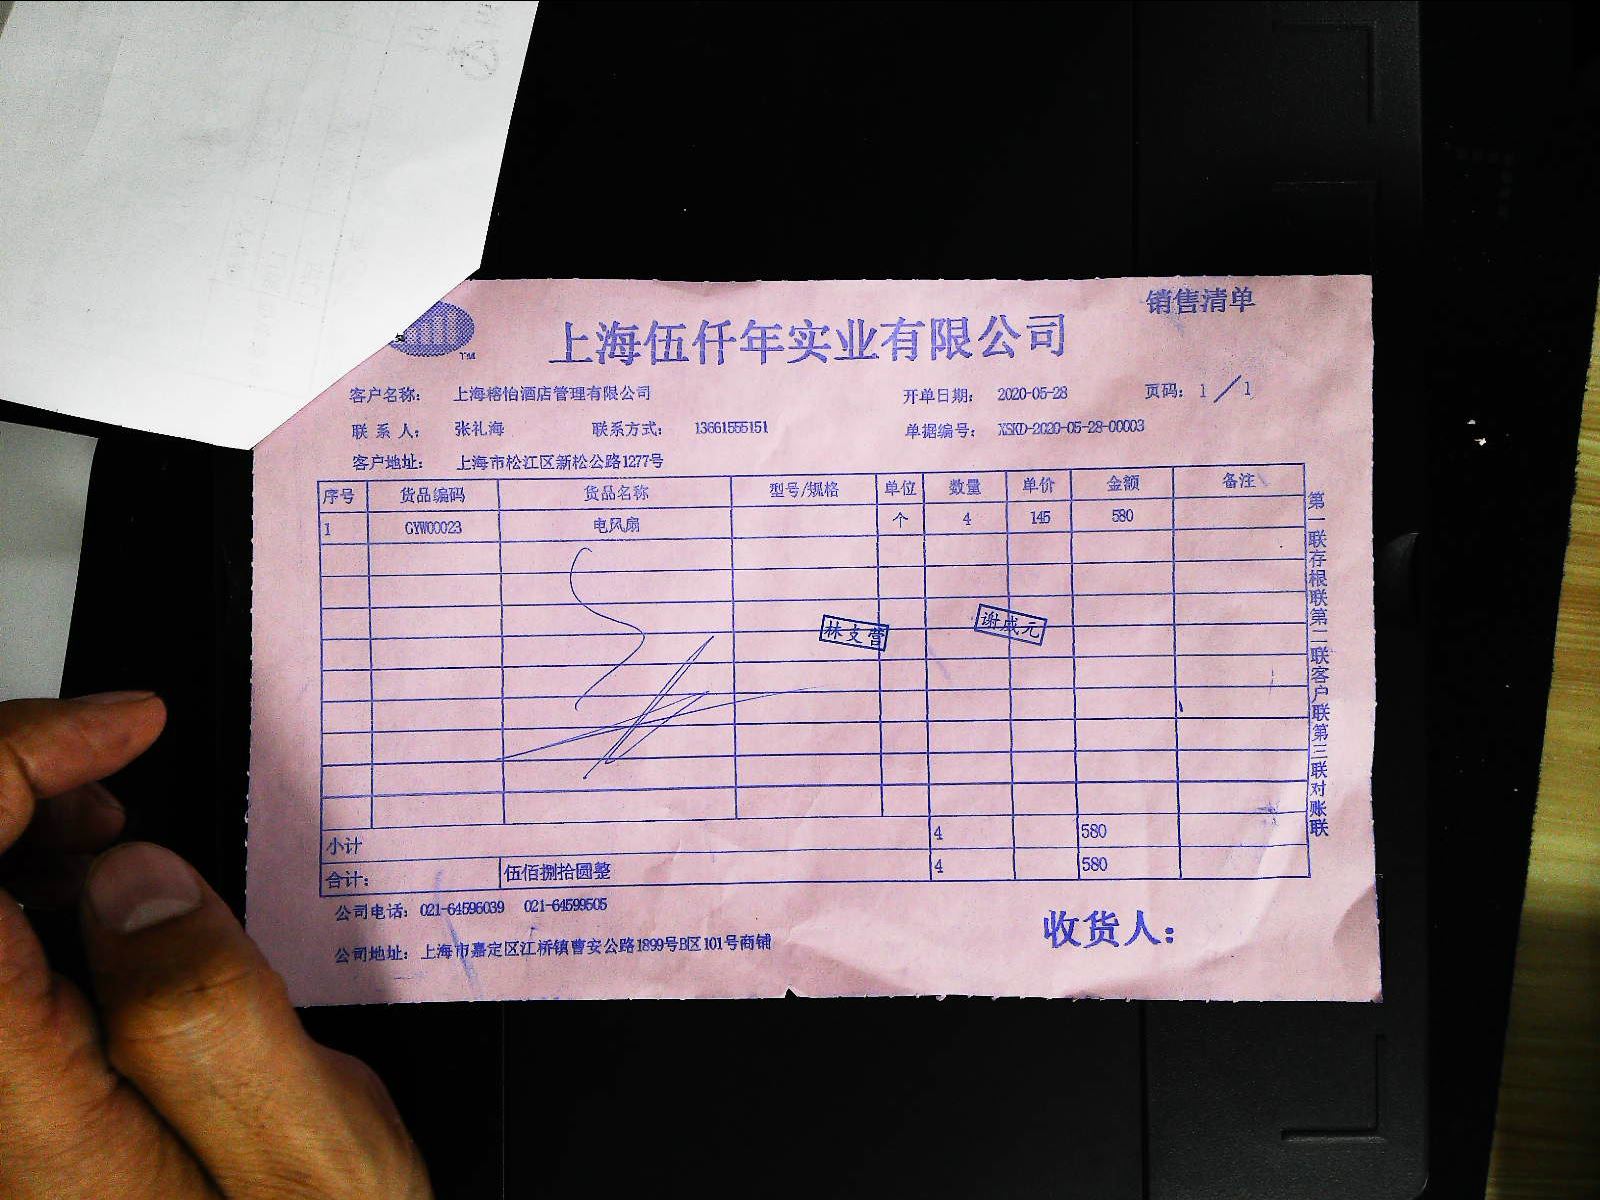 销售清单
上海伍仟年实业有限公司
TM
客户名称: 上海榕怡酒店管理有限公司 开单日期: 2020-05-28 页码: 1 / 1
联系人: 张礼海 联系方式: 13661555151 单据编号: XSKD-2020-05-28-00003
客户地址: 上海市松江区新松公路1277号
序号 货品编码 货品名称 型号/规格 单位 数量 单价 金额 备注
1 GYW00023 电风扇 个 4 145 580
林支营 谢成元
小计 4 580
合计: 伍佰捌拾圆整 4 580
公司电话: 021-64596039 021-64599505
收货人:
公司地址: 上海市嘉定区江桥镇曹安公路1899号B区101号商铺
第一联存根联第二联客户联第三联对账联